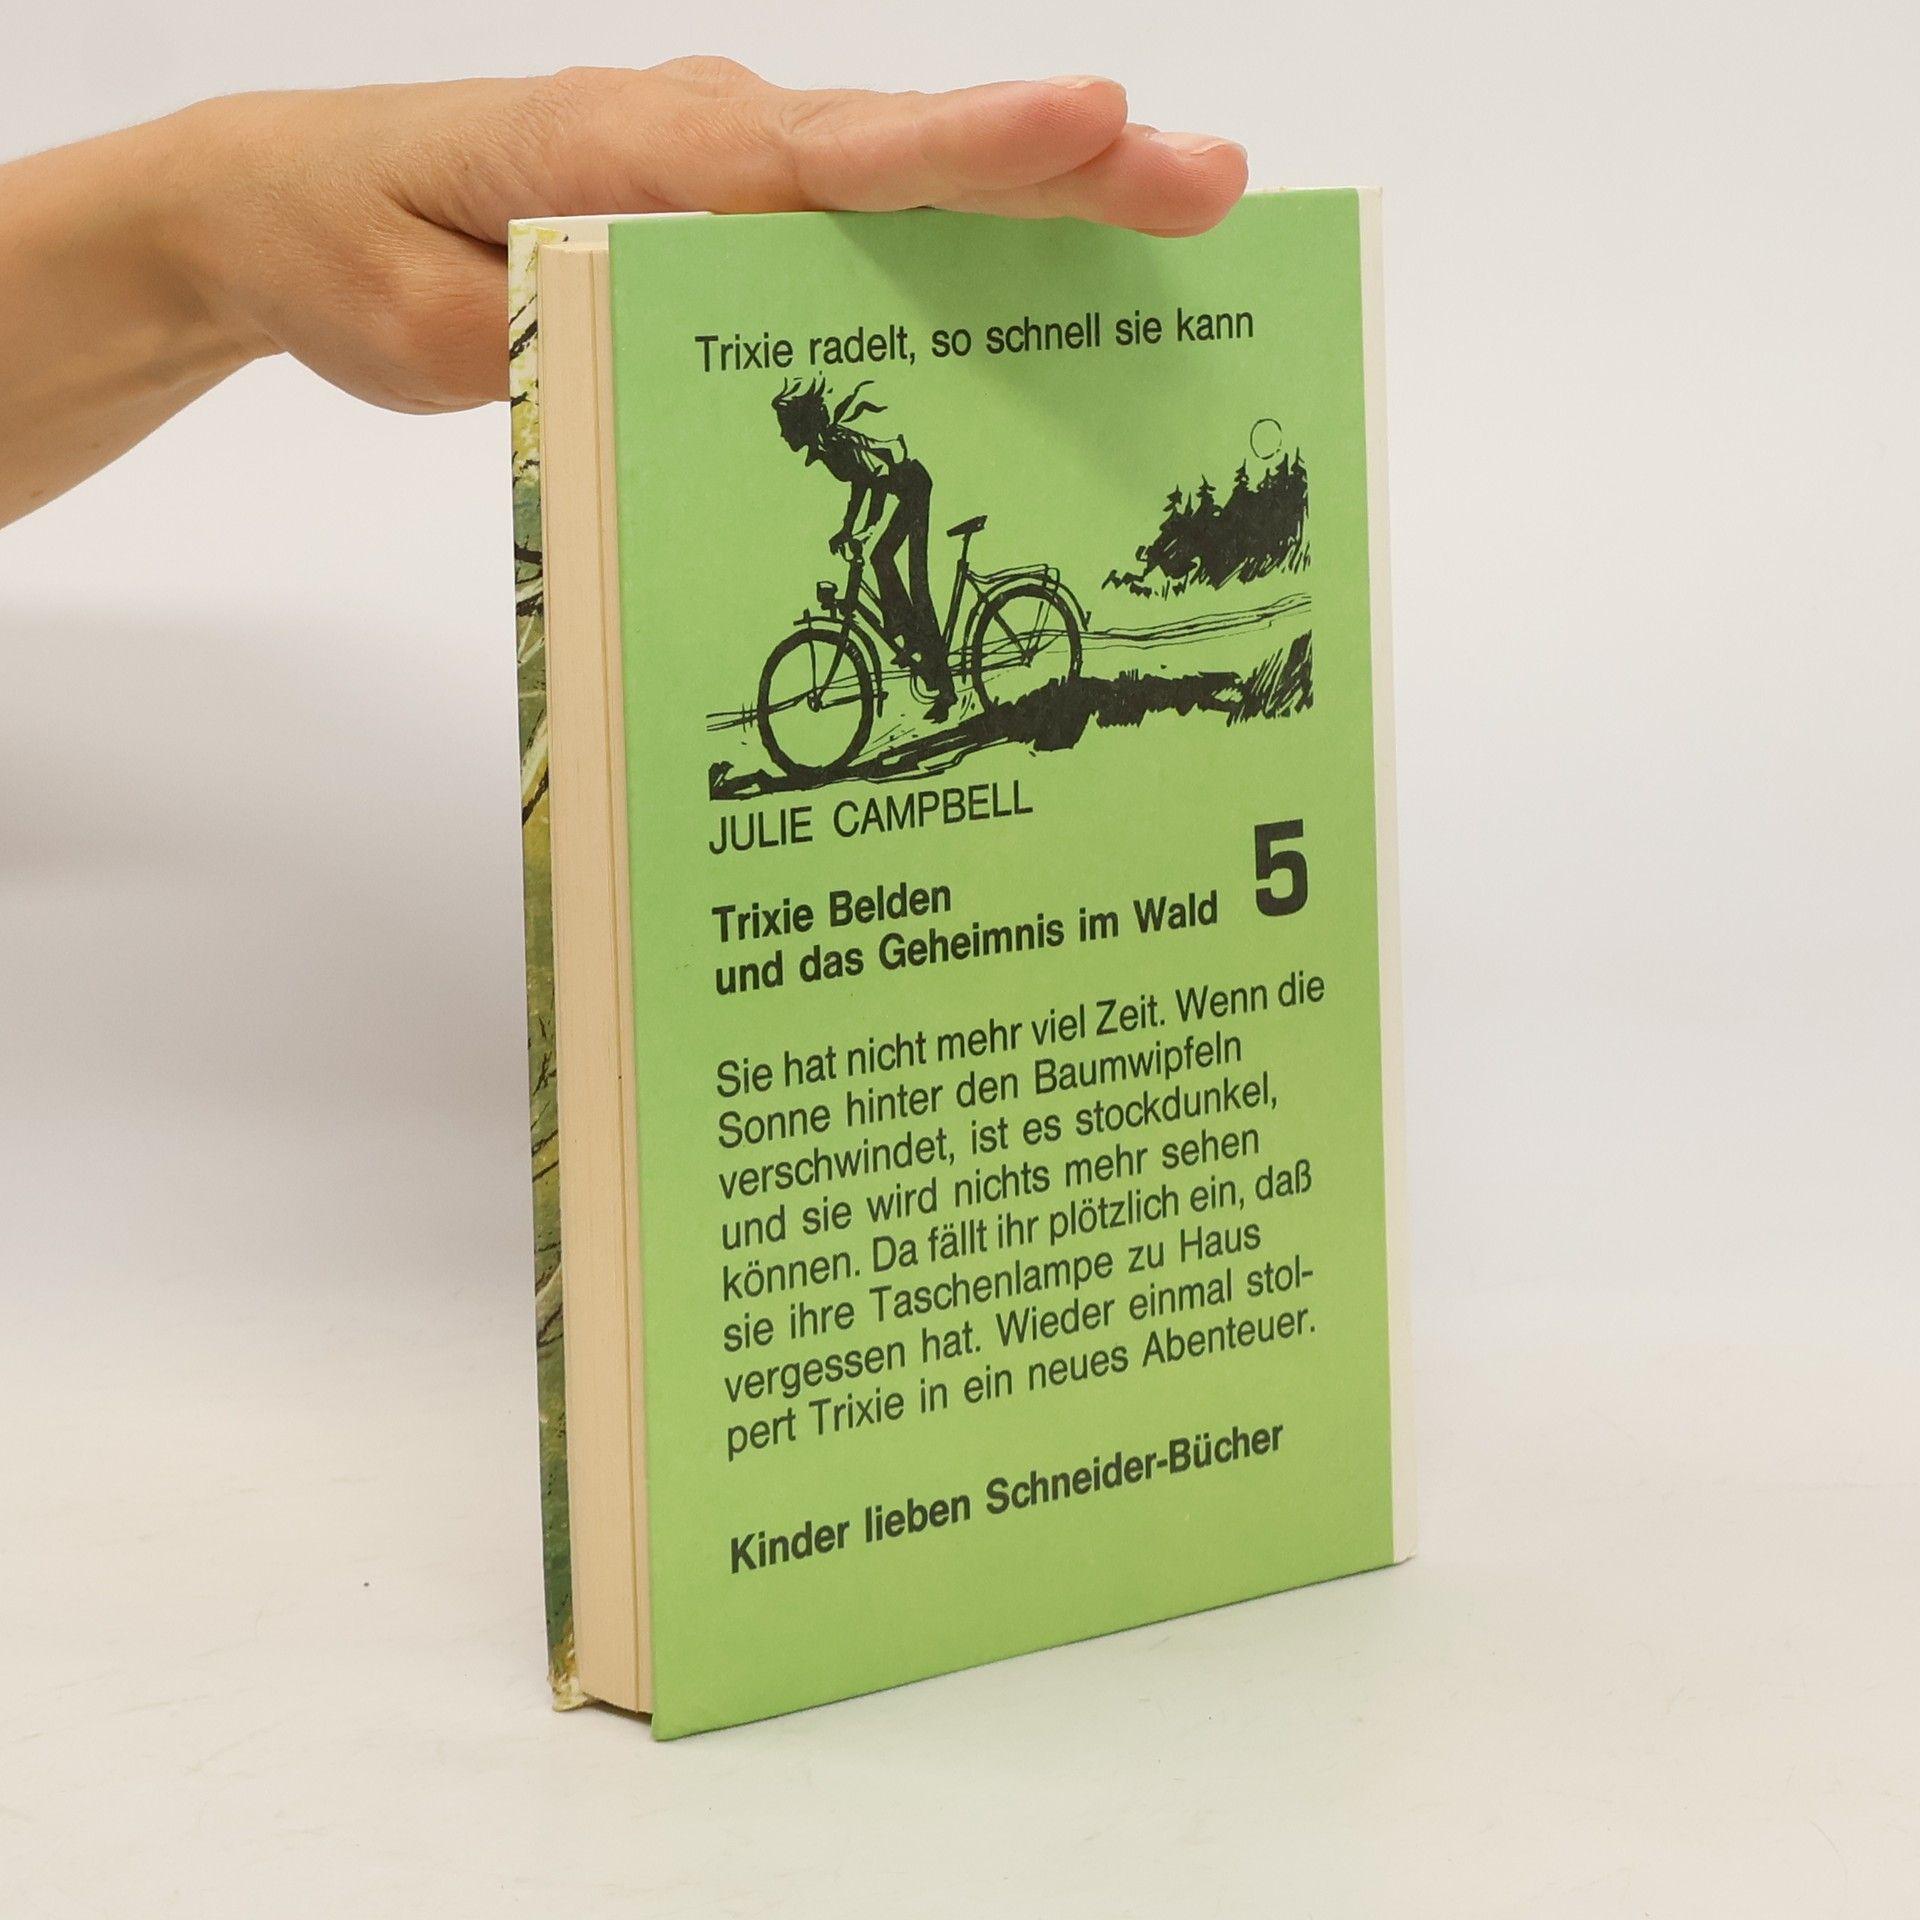 Trixie radelt, so schnell sie kann
JULIE CAMPBELL
Trixie Belden
und das Geheimnis im Wald 5
Sie hat nicht mehr viel Zeit. Wenn die
Sonne hinter den Baumwipfeln
verschwindet, ist es stockdunkel,
und sie wird nichts mehr sehen
können. Da fällt ihr plötzlich ein, daß
sie ihre Taschenlampe zu Haus
vergessen hat. Wieder einmal stol-
pert Trixie in ein neues Abenteuer.
Kinder lieben Schneider-Bücher